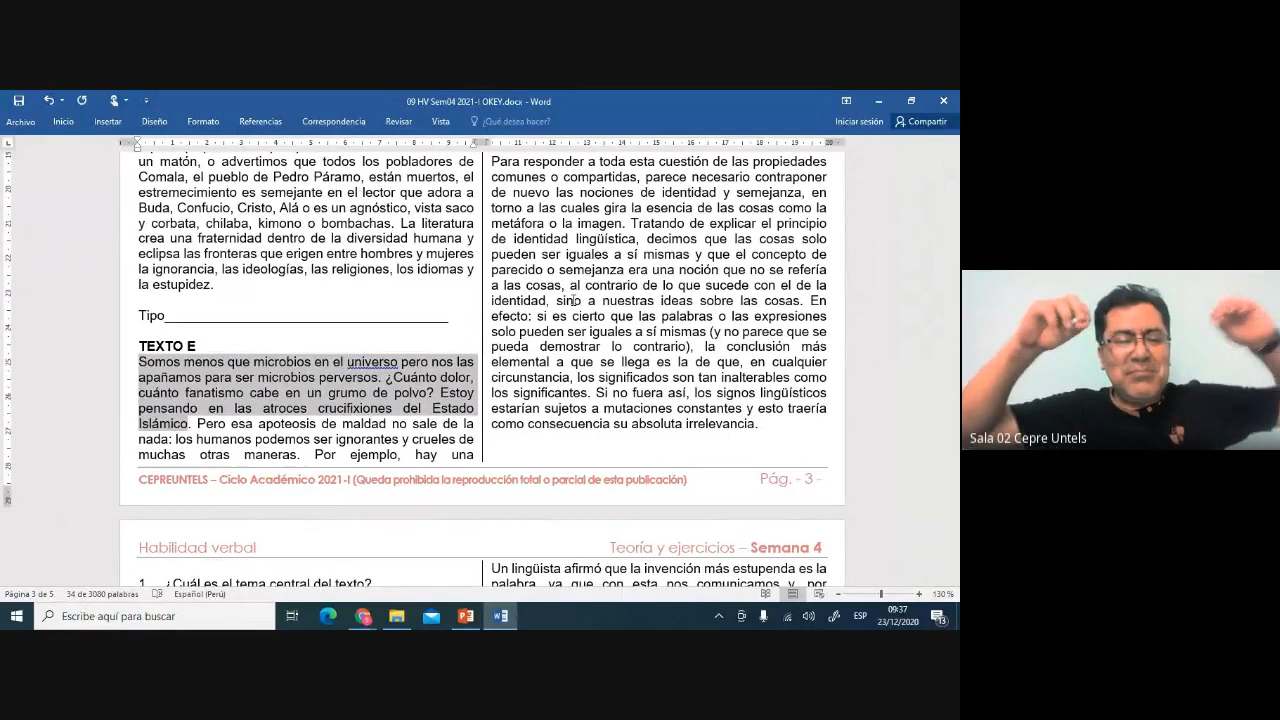 09 HV Sem04 2021-I OKEY.docx - Word
Archivo Inicio Insertar Diseño Formato Referencias Correspondencia Revisar Vista ¿Qué desea hacer? Iniciar sesión Compartir
un matón, o advertimos que todos los pobladores de
Comala, el pueblo de Pedro Páramo, están muertos, el
estremecimiento es semejante en el lector que adora a
Buda, Confucio, Cristo, Alá o es un agnóstico, vista saco
y corbata, chilaba, kimono o bombachas. La literatura
crea una fraternidad dentro de la diversidad humana y
eclipsa las fronteras que erigen entre hombres y mujeres
la ignorancia, las ideologías, las religiones, los idiomas y
la estupidez.
Tipo
TEXTO E
Somos menos que microbios en el universo pero nos las
apañamos para ser microbios perversos. ¿Cuánto dolor,
cuánto fanatismo cabe en un grumo de polvo? Estoy
pensando en las atroces crucifixiones del Estado
Islámico. Pero esa apoteosis de maldad no sale de la
nada: los humanos podemos ser ignorantes y crueles de
muchas otras maneras. Por ejemplo, hay una
Para responder a toda esta cuestión de las propiedades
comunes o compartidas, parece necesario contraponer
de nuevo las nociones de identidad y semejanza, en
torno a las cuales gira la esencia de las cosas como la
metáfora o la imagen. Tratando de explicar el principio
de identidad lingüística, decimos que las cosas solo
pueden ser iguales a sí mismas y que el concepto de
parecido o semejanza era una noción que no se refería
a las cosas, al contrario de lo que sucede con el de la
identidad, sino a nuestras ideas sobre las cosas. En
efecto: si es cierto que las palabras o las expresiones
solo pueden ser iguales a sí mismas (y no parece que se
pueda demostrar lo contrario), la conclusión más
elemental a que se llega es la de que, en cualquier
circunstancia, los significados son tan inalterables como
los significantes. Si no fuera así, los signos lingüísticos
estarían sujetos a mutaciones constantes y esto traería
como consecuencia su absoluta irrelevancia.
CEPREUNTELS – Ciclo Académico 2021-I (Queda prohibida la reproducción total o parcial de esta publicación) Pág. - 3 -
Habilidad verbal Teoría y ejercicios – Semana 4
1. ¿Cuál es el tema central del texto?
Un lingüista afirmó que la invención más estupenda es la
palabra, ya que con esta nos comunicamos y, por
Página 3 de 5 34 de 3080 palabras Español (Perú) 130 %
Escribe aquí para buscar
ESP
09:37
23/12/2020
13
Sala 02 Cepre Untels